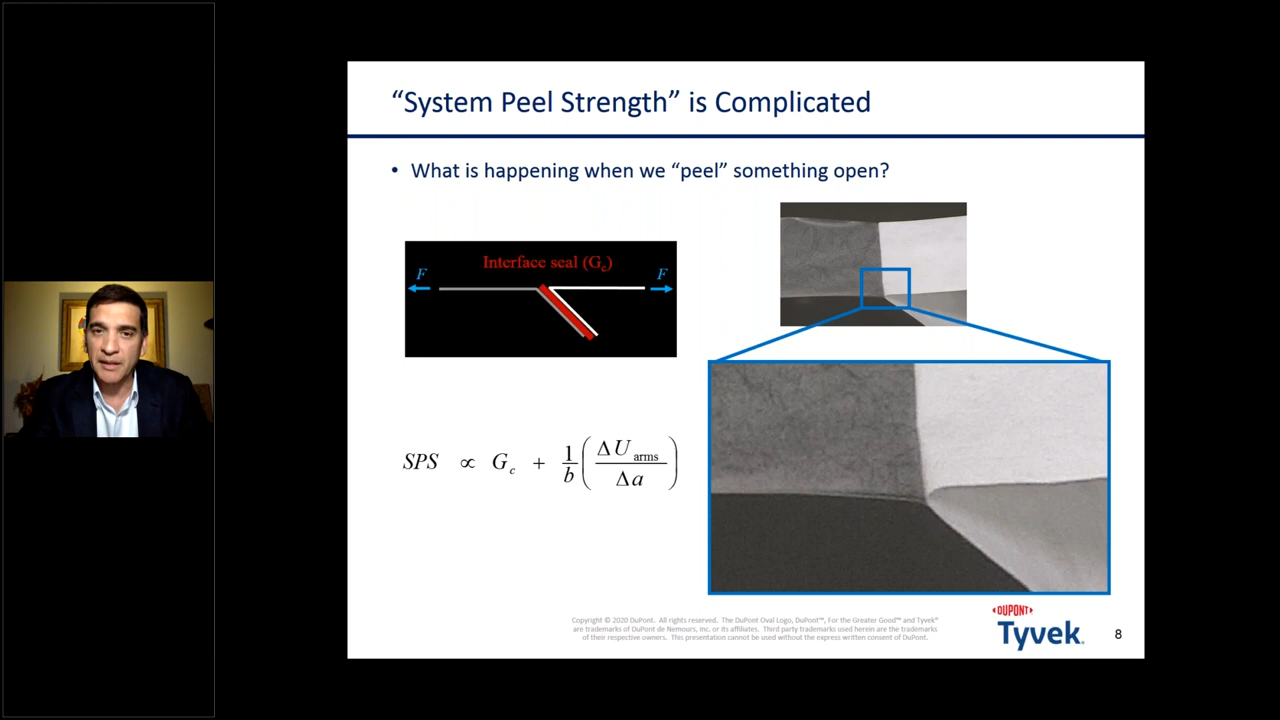 “System Peel Strength” is Complicated
• What is happening when we “peel” something open?
Interface seal (Gc)
F
F
SPS ∝ Gc + 1/b (ΔUarms/Δa)
Copyright © 2020 DuPont. All rights reserved. The DuPont Oval Logo, DuPont™, For the Greater Good™ and Tyvek®
are trademarks of DuPont de Nemours, Inc. or its affiliates. Third party trademarks used herein are the trademarks
of their respective owners. This presentation cannot be used without the express written consent of DuPont.
DUPONT
Tyvek®
8